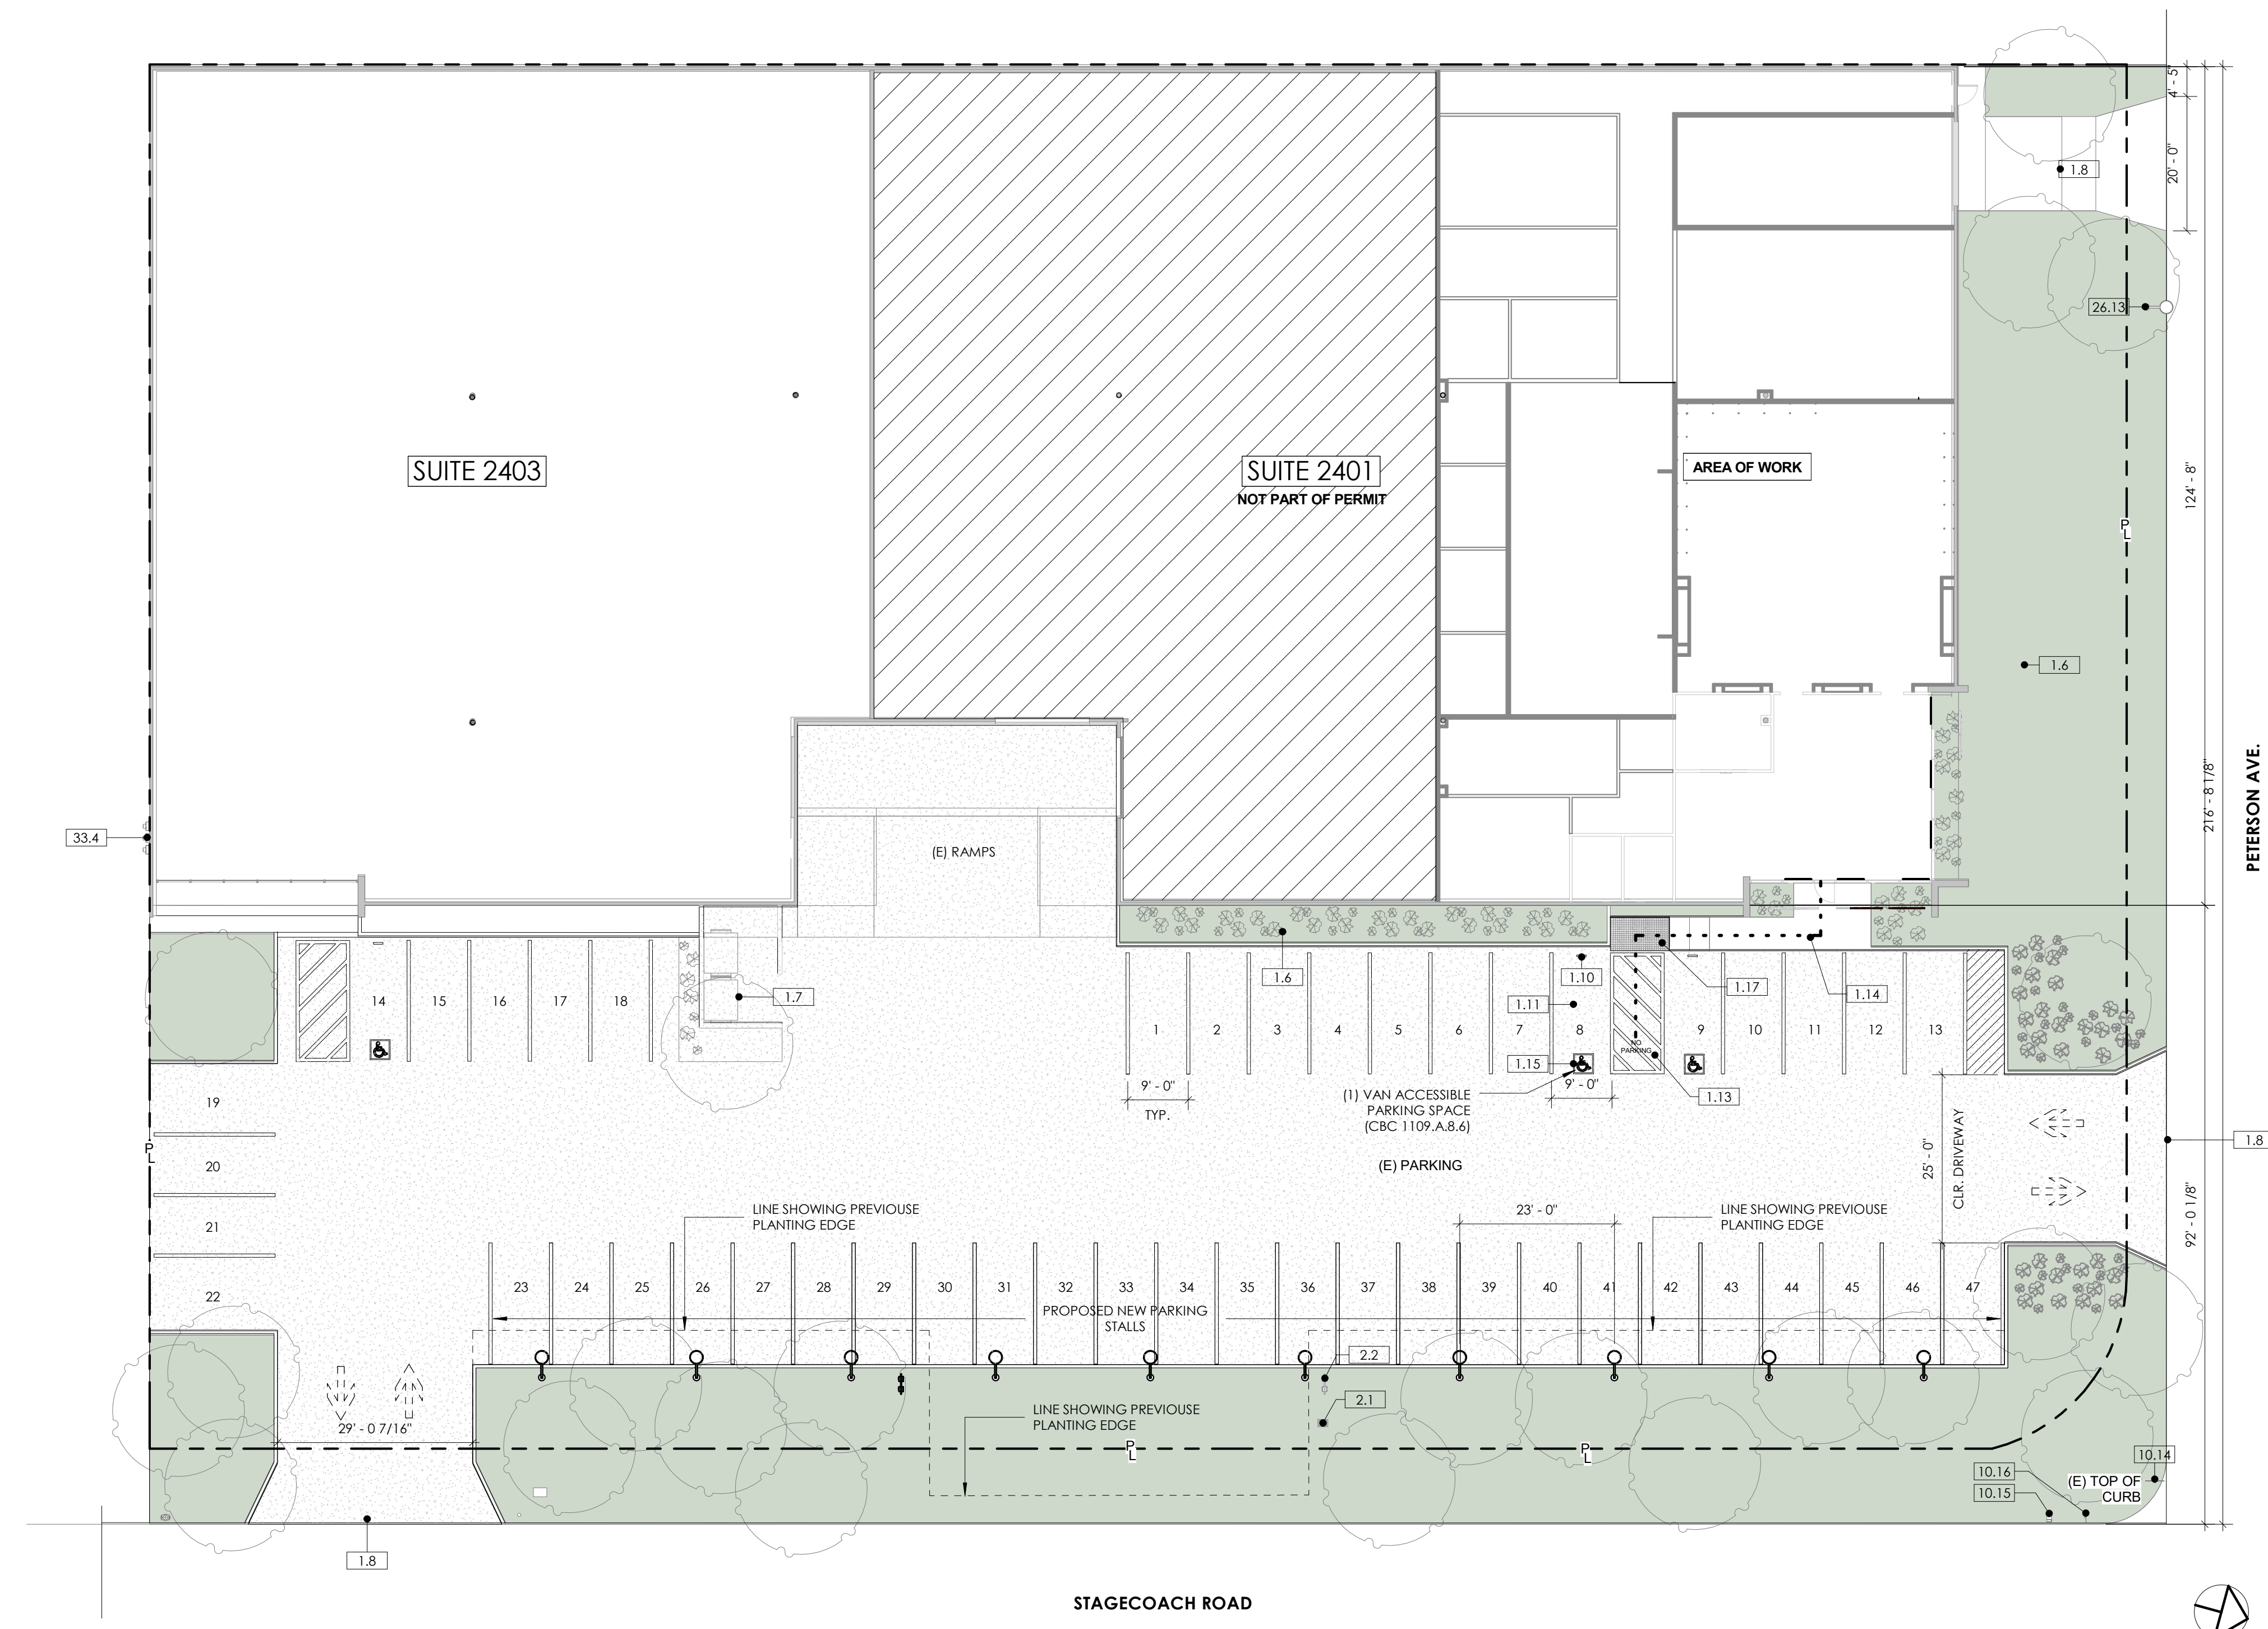 4' - 5"
20' - 0"
1.8
26.13
SUITE 2403
SUITE 2401
NOT PART OF PERMIT
AREA OF WORK
124' - 8"
PL
1.6
216' - 8 1/8"
PETERSON AVE.
33.4
(E) RAMPS
1.6
1.10
1.17
1.14
1.7
1.11
14
15
16
17
18
1
2
3
4
5
6
7
8
9
10
11
12
13
NO
PARKING
1.15
9' - 0"
TYP.
9' - 0"
1.13
(1) VAN ACCESSIBLE
PARKING SPACE
(CBC 1109.A.8.6)
19
20
21
22
PL
(E) PARKING
25' - 0"
CLR. DRIVEWAY
1.8
92' - 0 1/8"
LINE SHOWING PREVIOUSE
PLANTING EDGE
23' - 0"
LINE SHOWING PREVIOUSE
PLANTING EDGE
23
24
25
26
27
28
29
30
31
32
33
34
35
36
37
38
39
40
41
42
43
44
45
46
47
PROPOSED NEW PARKING
STALLS
2.2
2.1
LINE SHOWING PREVIOUSE
PLANTING EDGE
29' - 0 7/16"
PL
PL
10.14
10.16
10.15
(E) TOP OF
CURB
1.8
STAGECOACH ROAD